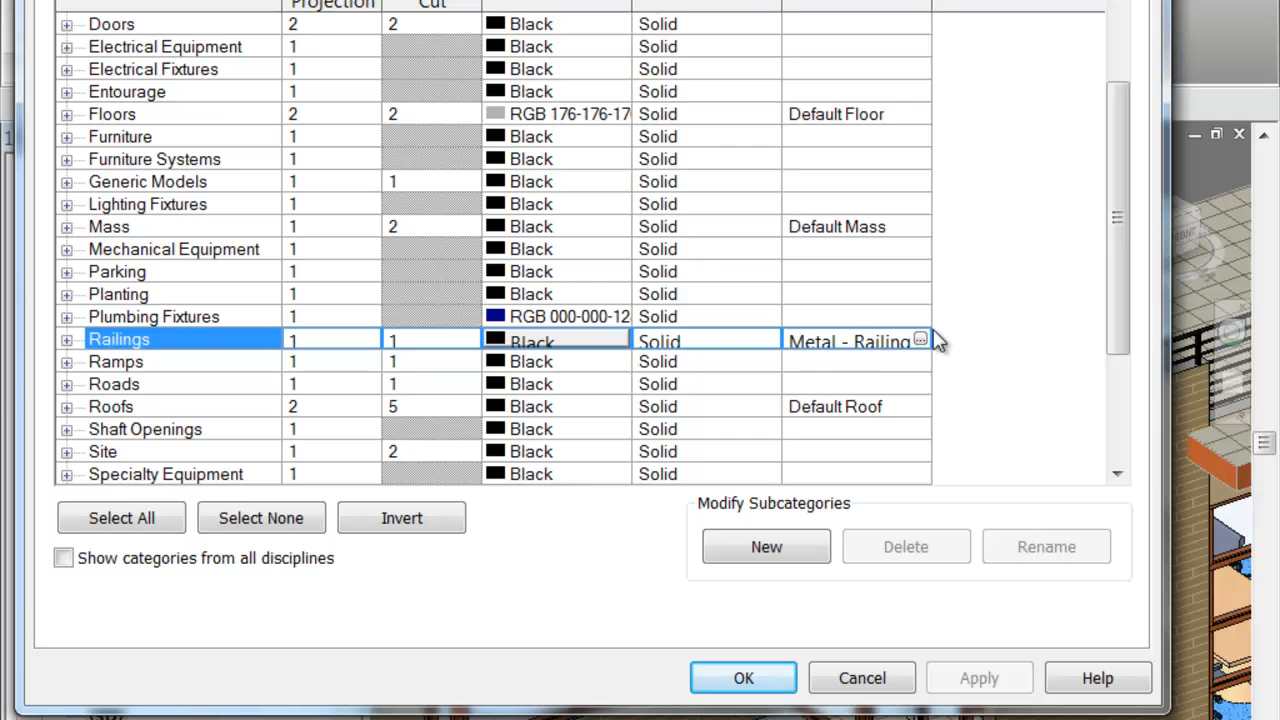 Projection Cut
Doors 2 2 Black Solid
Electrical Equipment 1 Black Solid
Electrical Fixtures 1 Black Solid
Entourage 1 Black Solid
Floors 2 2 RGB 176-176-17 Solid Default Floor
Furniture 1 Black Solid
Furniture Systems 1 Black Solid
Generic Models 1 1 Black Solid
Lighting Fixtures 1 Black Solid
Mass 1 2 Black Solid Default Mass
Mechanical Equipment 1 Black Solid
Parking 1 Black Solid
Planting 1 Black Solid
Plumbing Fixtures 1 RGB 000-000-12 Solid
Railings 1 1 Black Solid Metal - Railing ...
Ramps 1 1 Black Solid
Roads 1 1 Black Solid
Roofs 2 5 Black Solid Default Roof
Shaft Openings 1 Black Solid
Site 1 2 Black Solid
Specialty Equipment 1 Black Solid
Select All Select None Invert
Show categories from all disciplines
Modify Subcategories
New Delete Rename
OK Cancel Apply Help